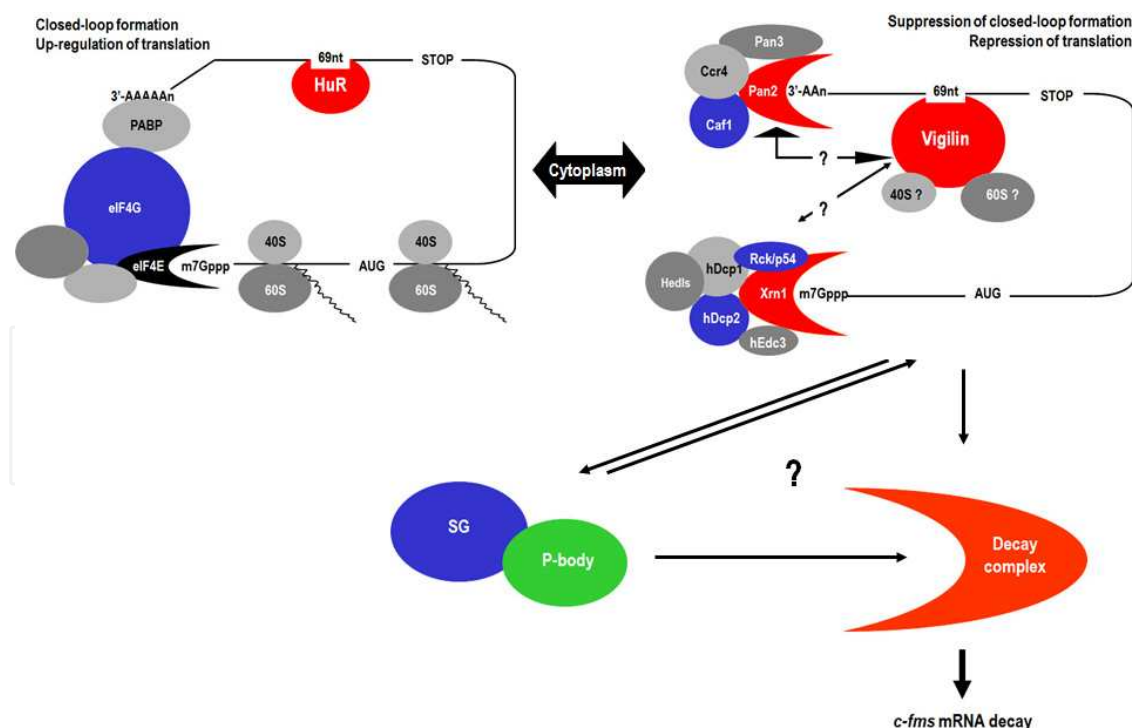 Closed-loop formation
Up-regulation of translation
69nt
STOP
HuR
3'-AAAAAn
PABP
eIF4G
eIF4E
m7Gppp
40S
60S
AUG
40S
60S
Cytoplasm
Suppression of closed-loop formation
Repression of translation
Pan3
Ccr4
Pan2
3'-AAn
69nt
STOP
Caf1
Vigilin
?
40S ?
60S ?
?
Rck/p54
hDcp1
Hedls
Xrn1
m7Gppp
AUG
hDcp2
hEdc3
?
SG
P-body
Decay
complex
c-fms mRNA decay